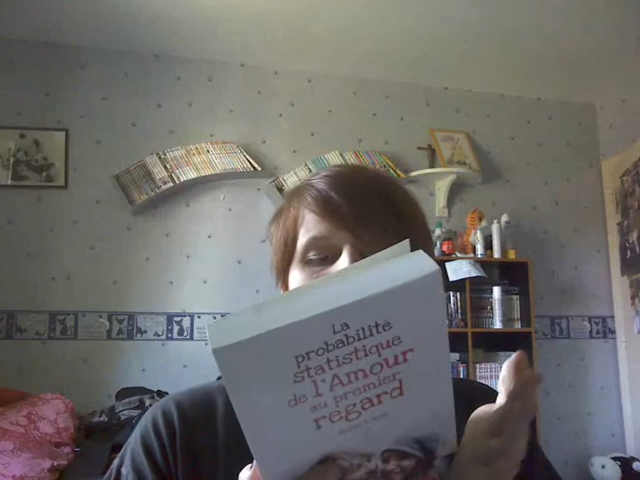 La
probabilité
statistique
de l'Amour
au premier
regard